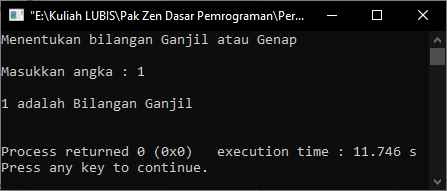 "E:\Kuliah LUBIS\Pak Zen Dasar Pemrograman\Per...
Menentukan bilangan Ganjil atau Genap
Masukkan angka : 1
1 adalah Bilangan Ganjil
Process returned 0 (0x0)   execution time : 11.746 s
Press any key to continue.